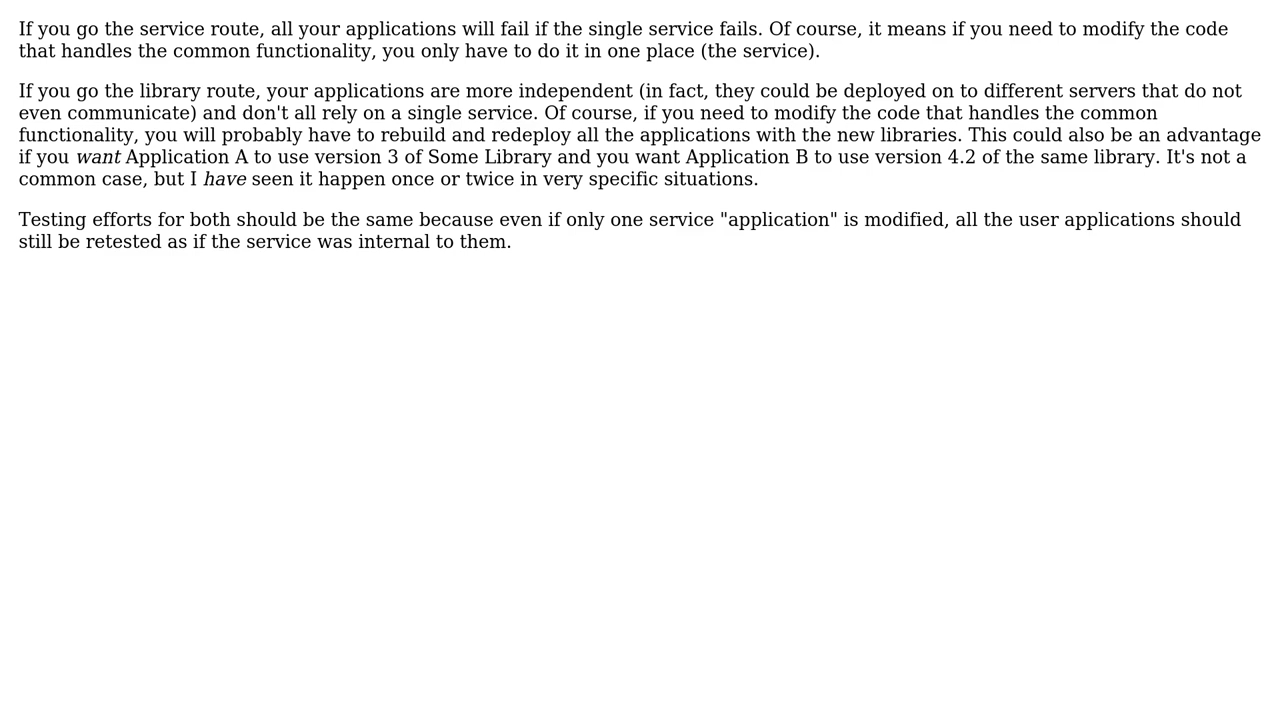 If you go the service route, all your applications will fail if the single service fails. Of course, it means if you need to modify the code
that handles the common functionality, you only have to do it in one place (the service).
If you go the library route, your applications are more independent (in fact, they could be deployed on to different servers that do not
even communicate) and don't all rely on a single service. Of course, if you need to modify the code that handles the common
functionality, you will probably have to rebuild and redeploy all the applications with the new libraries. This could also be an advantage
if you want Application A to use version 3 of Some Library and you want Application B to use version 4.2 of the same library. It's not a
common case, but I have seen it happen once or twice in very specific situations.
Testing efforts for both should be the same because even if only one service "application" is modified, all the user applications should
still be retested as if the service was internal to them.